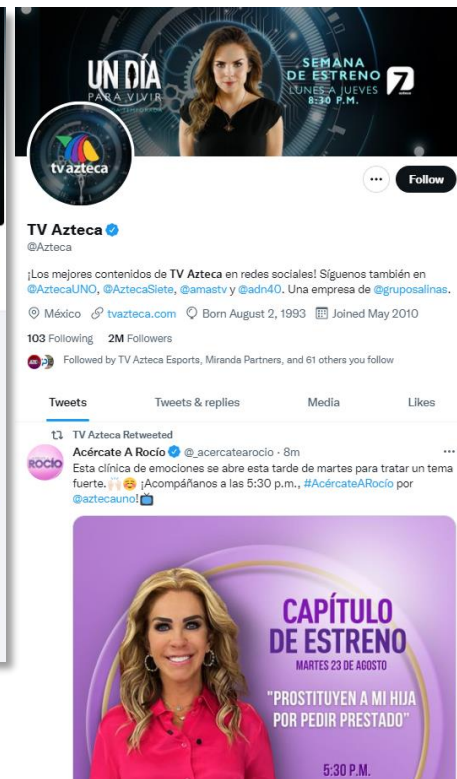 UN DÍA
PARA VIVIR
SEMANA
DE ESTRENO
LUNES A JUEVES
8:30 P.M.
7
azteca
tv azteca
Follow
TV Azteca
@Azteca
¡Los mejores contenidos de TV Azteca en redes sociales! Síguenos también en
@AztecaUNO, @AztecaSiete, @amastv y @adn40. Una empresa de @gruposalinas.
México tvazteca.com Born August 2, 1993 Joined May 2010
103 Following 2M Followers
Followed by TV Azteca Esports, Miranda Partners, and 61 others you follow
Tweets Tweets & replies Media Likes
TV Azteca Retweeted
Acércate A Rocío @_acercatearocio · 8m
Esta clínica de emociones se abre esta tarde de martes para tratar un tema
fuerte. ¡Acompáñanos a las 5:30 p.m., #AcércateARocío por
@aztecauno!
ROCÍO
CAPÍTULO
DE ESTRENO
MARTES 23 DE AGOSTO
"PROSTITUYEN A MI HIJA
POR PEDIR PRESTADO"
5:30 P.M.